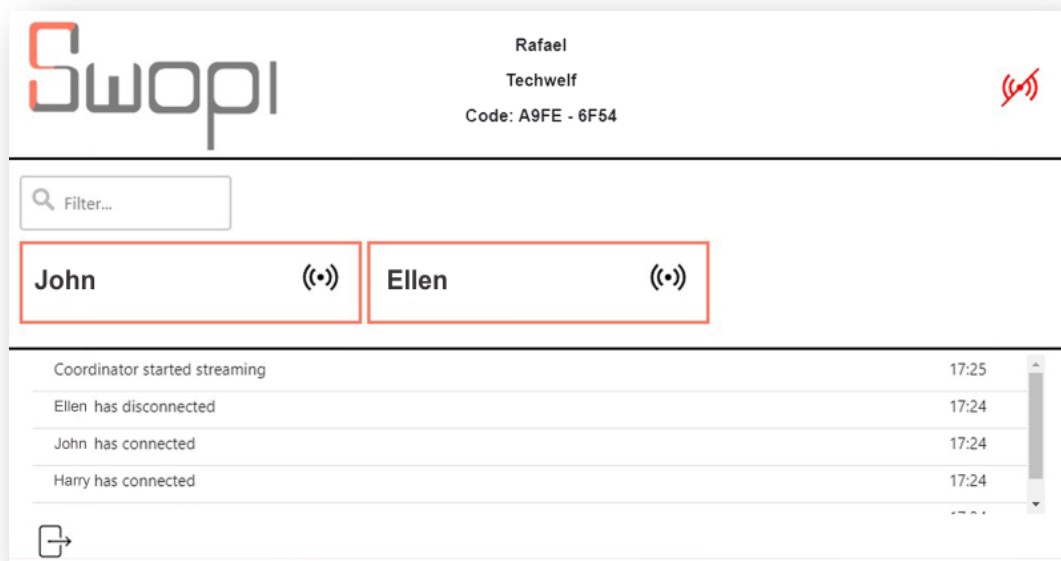 Swopi
Rafael
Techwelf
Code: A9FE - 6F54
Filter...
John
Ellen
Coordinator started streaming 17:25
Ellen has disconnected 17:24
John has connected 17:24
Harry has connected 17:24